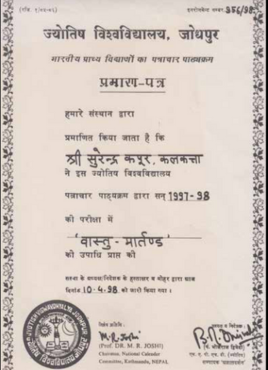 ज्योतिष विश्वविद्यालय, जोधपुर
भारतीय प्राच्य विद्याओं का पत्राचार पाठ्यक्रम
प्रमाण-पत्र
हमारे संस्थान द्वारा
प्रमाणित किया जाता है कि
श्री सुरेन्द्र कपूर, कलकत्ता
ने इस ज्योतिष विश्वविद्यालय
पत्राचार पाठ्यक्रम द्वारा सन् 1997-98
की परीक्षा में
"वास्तु-मार्तण्ड"
की उपाधि प्राप्त की
दिनांक 10-4-98 को जारी किया गया।
M.R. Joshi
(Prof. DR. M. R. JOSHI)
Chairman, National Calendar
Committee, Kathmandu, NEPAL